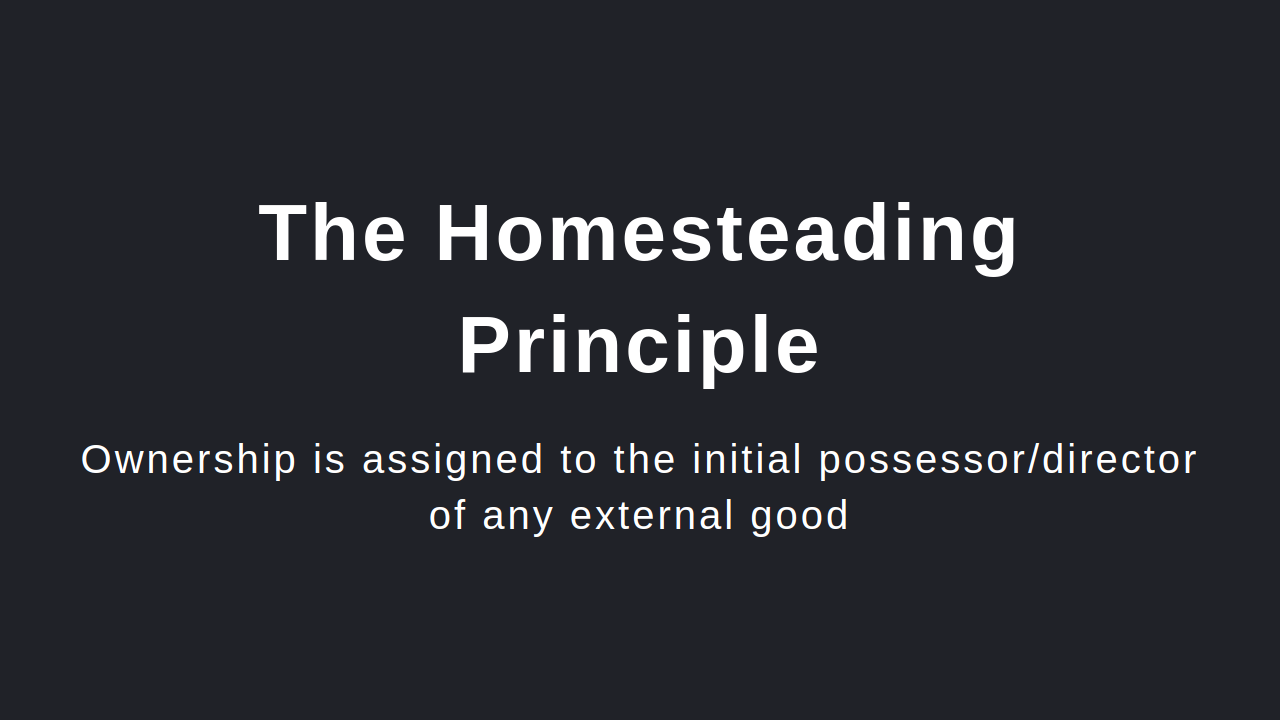 The Homesteading
Principle
Ownership is assigned to the initial possessor/director
of any external good